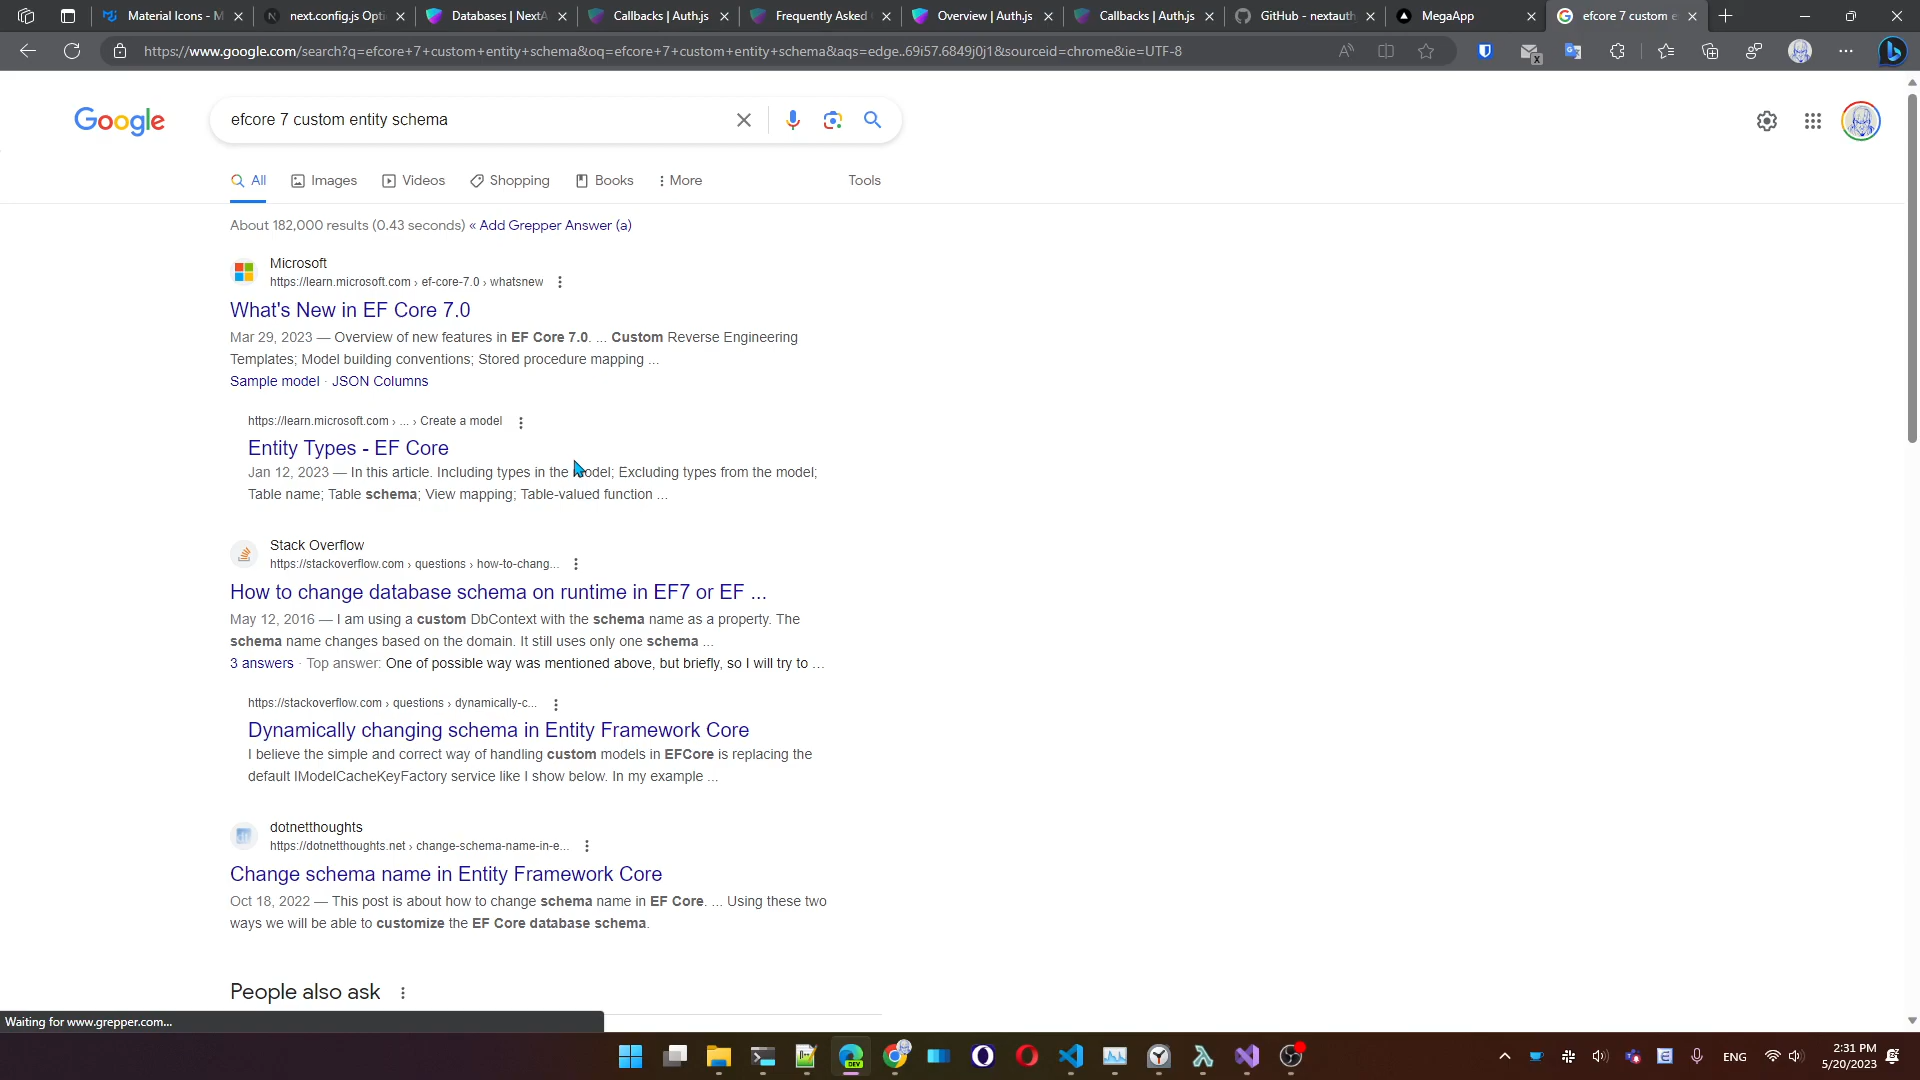 Material Icons - M
next.config.js Opti
Databases | NextA
Callbacks | Auth.js
Frequently Asked
Overview | Auth.js
Callbacks | Auth.js
GitHub - nextauth
MegaApp
efcore 7 custom e
https://www.google.com/search?q=efcore+7+custom+entity+schema&oq=efcore+7+custom+entity+schema&aqs=edge..69i57.6849j0j1&sourceid=chrome&ie=UTF-8
Google
efcore 7 custom entity schema
All
Images
Videos
Shopping
Books
More
Tools
About 182,000 results (0.43 seconds) « Add Grepper Answer (a)
Microsoft
https://learn.microsoft.com › ef-core-7.0 › whatsnew
What's New in EF Core 7.0
Mar 29, 2023 — Overview of new features in EF Core 7.0. ... Custom Reverse Engineering
Templates; Model building conventions; Stored procedure mapping ...
Sample model · JSON Columns
https://learn.microsoft.com › ... › Create a model
Entity Types - EF Core
Jan 12, 2023 — In this article. Including types in the model; Excluding types from the model;
Table name; Table schema; View mapping; Table-valued function ...
Stack Overflow
https://stackoverflow.com › questions › how-to-chang...
How to change database schema on runtime in EF7 or EF ...
May 12, 2016 — I am using a custom DbContext with the schema name as a property. The
schema name changes based on the domain. It still uses only one schema ...
3 answers · Top answer: One of possible way was mentioned above, but briefly, so I will try to ...
https://stackoverflow.com › questions › dynamically-c...
Dynamically changing schema in Entity Framework Core
I believe the simple and correct way of handling custom models in EFCore is replacing the
default IModelCacheKeyFactory service like I show below. In my example ...
dotnetthoughts
https://dotnetthoughts.net › change-schema-name-in-e...
Change schema name in Entity Framework Core
Oct 18, 2022 — This post is about how to change schema name in EF Core. ... Using these two
ways we will be able to customize the EF Core database schema.
People also ask
Waiting for www.grepper.com...
ENG
2:31 PM
5/20/2023